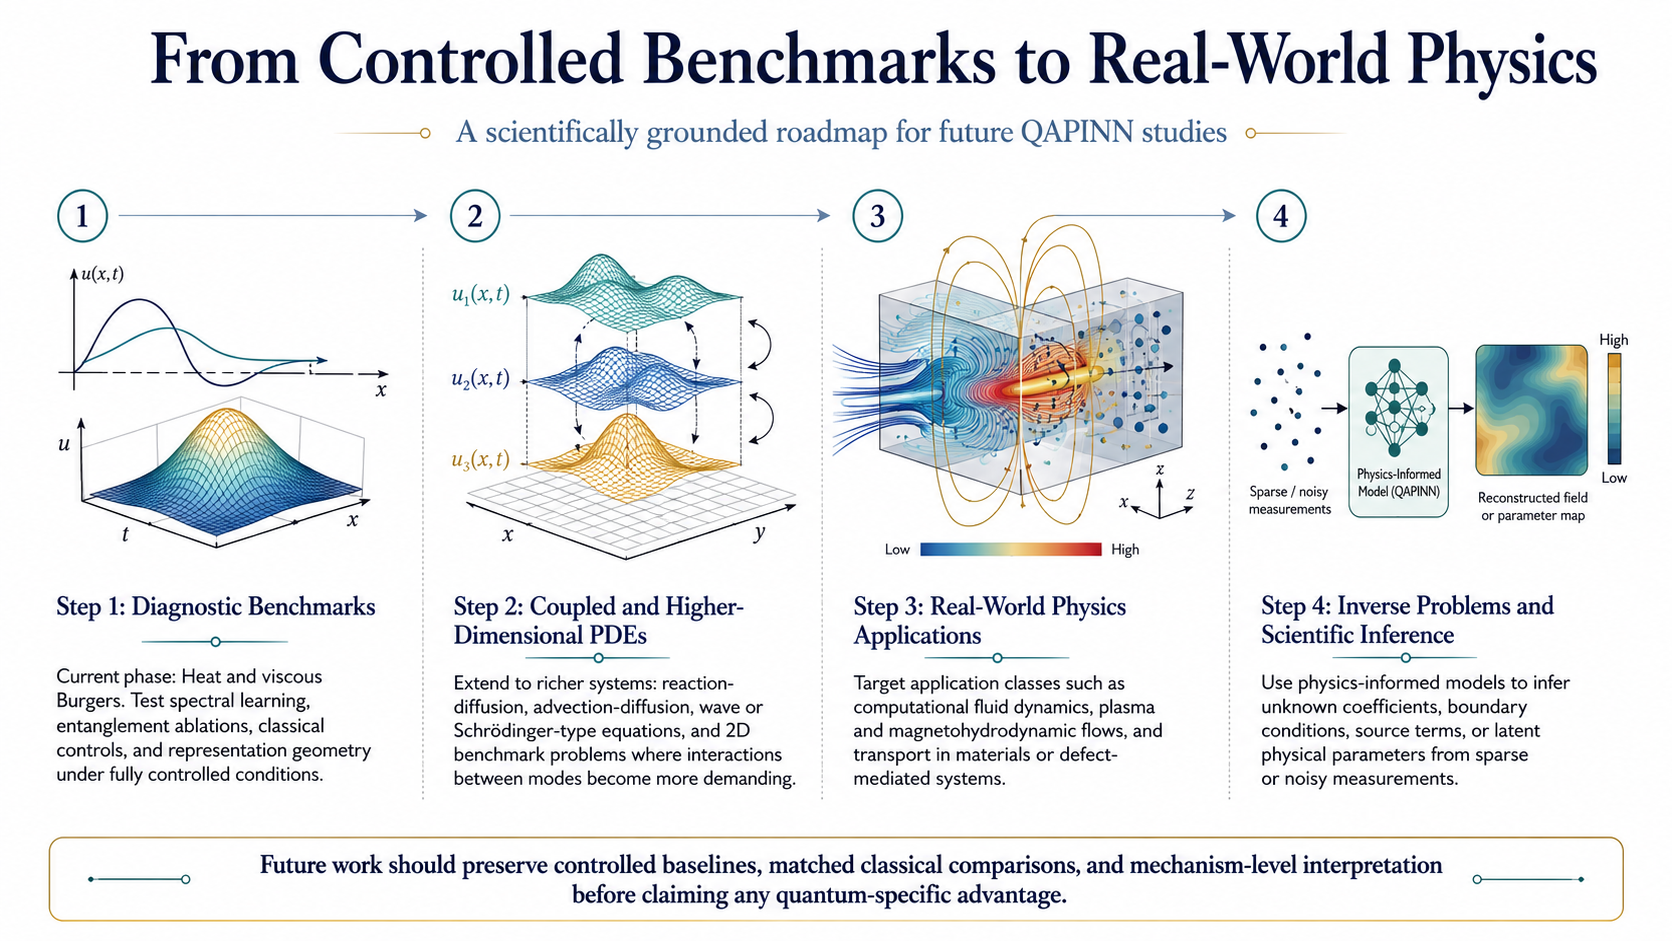 From Controlled Benchmarks to Real-World Physics
A scientifically grounded roadmap for future QAPINN studies
1
2
3
4
u(x,t)
x
u
t
x
u₁(x,t)
u₂(x,t)
u₃(x,t)
x
y
z
x
z
Low
High
Sparse / noisy
measurements
Physics-Informed
Model (QAPINN)
High
Low
Reconstructed field
or parameter map
Step 1: Diagnostic Benchmarks
Current phase: Heat and viscous
Burgers. Test spectral learning,
entanglement ablations, classical
controls, and representation geometry
under fully controlled conditions.
Step 2: Coupled and Higher-
Dimensional PDEs
Extend to richer systems: reaction-
diffusion, advection-diffusion, wave or
Schrödinger-type equations, and 2D
benchmark problems where interactions
between modes become more demanding.
Step 3: Real-World Physics
Applications
Target application classes such as
computational fluid dynamics, plasma
and magnetohydrodynamic flows, and
transport in materials or defect-
mediated systems.
Step 4: Inverse Problems and
Scientific Inference
Use physics-informed models to infer
unknown coefficients, boundary
conditions, source terms, or latent
physical parameters from sparse
or noisy measurements.
Future work should preserve controlled baselines, matched classical comparisons, and mechanism-level interpretation
before claiming any quantum-specific advantage.